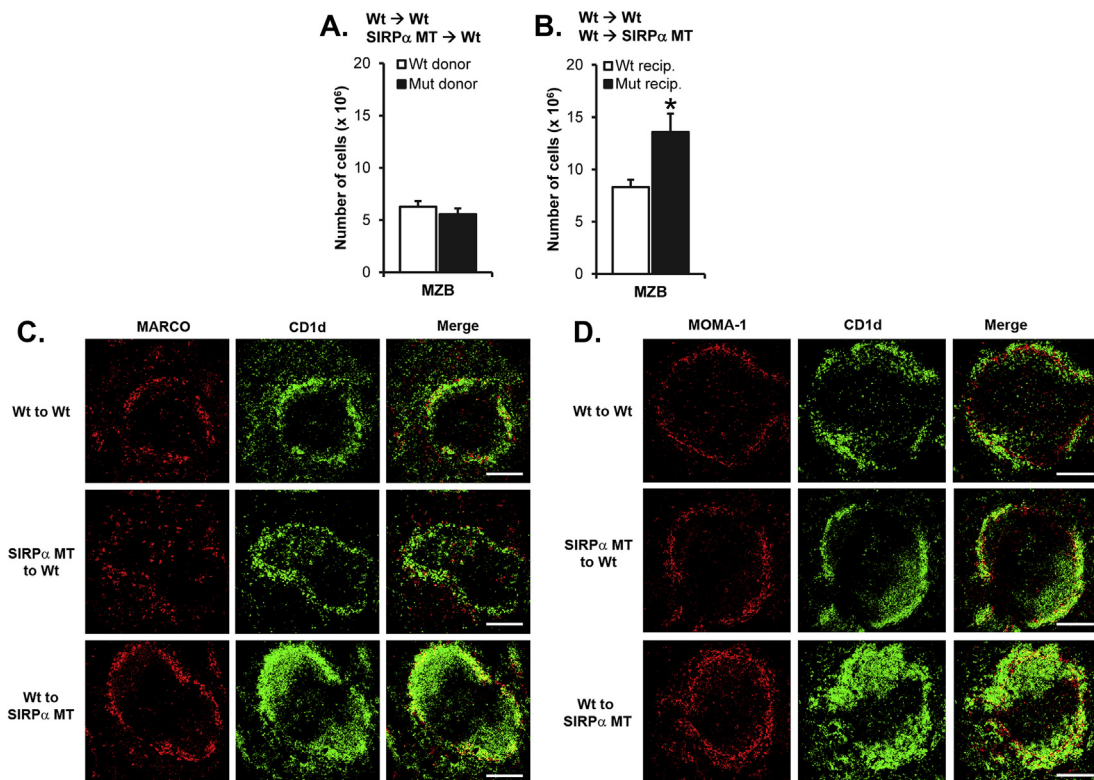 A.
Wt → Wt
SIRPα MT → Wt
Wt donor
Mut donor
Number of cells (x 10⁶)
20
15
10
5
0
MZB
B.
Wt → Wt
Wt → SIRPα MT
Wt recip.
Mut recip.
*
Number of cells (x 10⁶)
20
15
10
5
0
MZB
C.
MARCO CD1d Merge
Wt to Wt
SIRPα MT
to Wt
Wt to
SIRPα MT
D.
MOMA-1 CD1d Merge
Wt to Wt
SIRPα MT
to Wt
Wt to
SIRPα MT